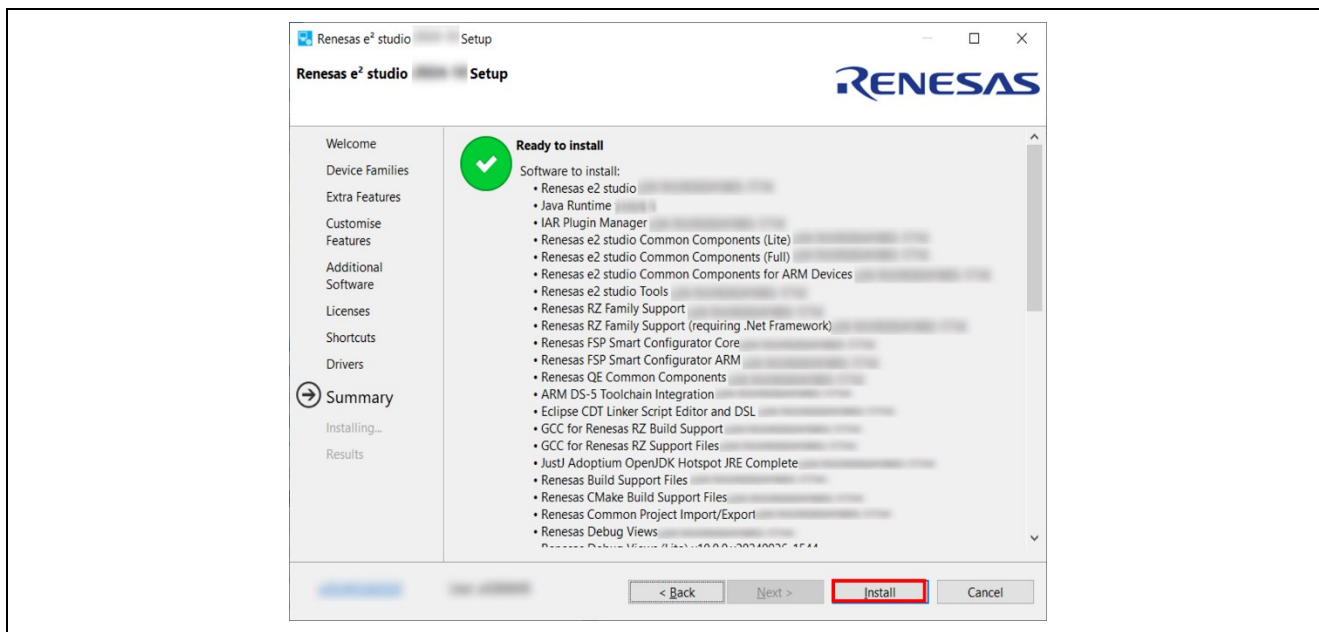 Renesas e² studio Setup
Renesas e² studio Setup
RENESAS
Welcome
Device Families
Extra Features
Customise
Features
Additional
Software
Licenses
Shortcuts
Drivers
Summary
Installing...
Results
Ready to install
Software to install:
• Renesas e2 studio
• Java Runtime
• IAR Plugin Manager
• Renesas e2 studio Common Components (Lite)
• Renesas e2 studio Common Components (Full)
• Renesas e2 studio Common Components for ARM Devices
• Renesas e2 studio Tools
• Renesas RZ Family Support
• Renesas RZ Family Support (requiring .Net Framework)
• Renesas FSP Smart Configurator Core
• Renesas FSP Smart Configurator ARM
• Renesas QE Common Components
• ARM DS-5 Toolchain Integration
• Eclipse CDT Linker Script Editor and DSL
• GCC for Renesas RZ Build Support
• GCC for Renesas RZ Support Files
• JustJ Adoptium OpenJDK Hotspot JRE Complete
• Renesas Build Support Files
• Renesas CMake Build Support Files
• Renesas Common Project Import/Export
• Renesas Debug Views
< Back Next > Install Cancel